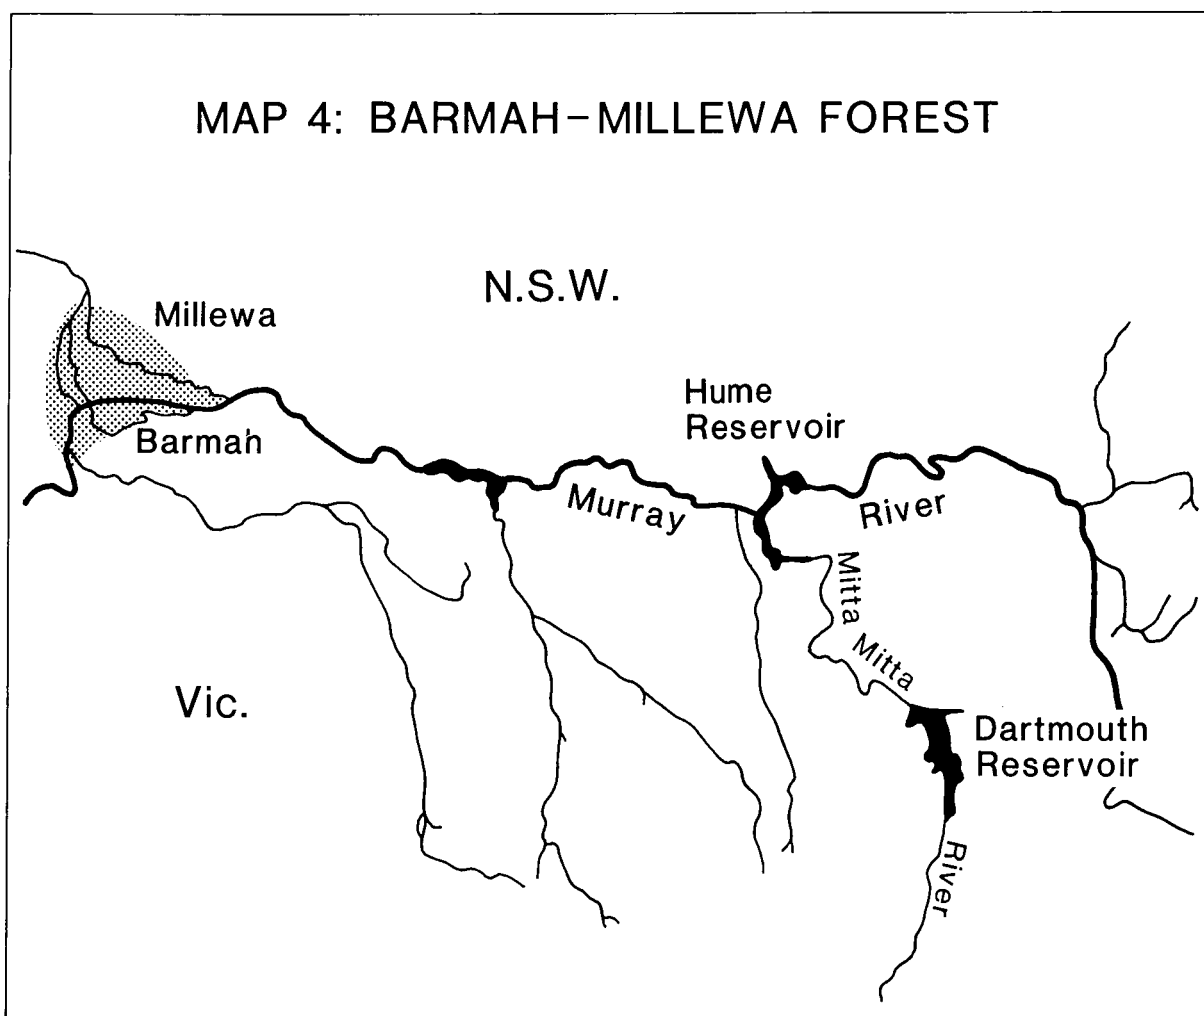 MAP 4: BARMAH-MILLEWA FOREST
N.S.W.
Millewa
Barmah
Hume
Reservoir
Murray
River
Mitta
Mitta
Vic.
Dartmouth
Reservoir
River